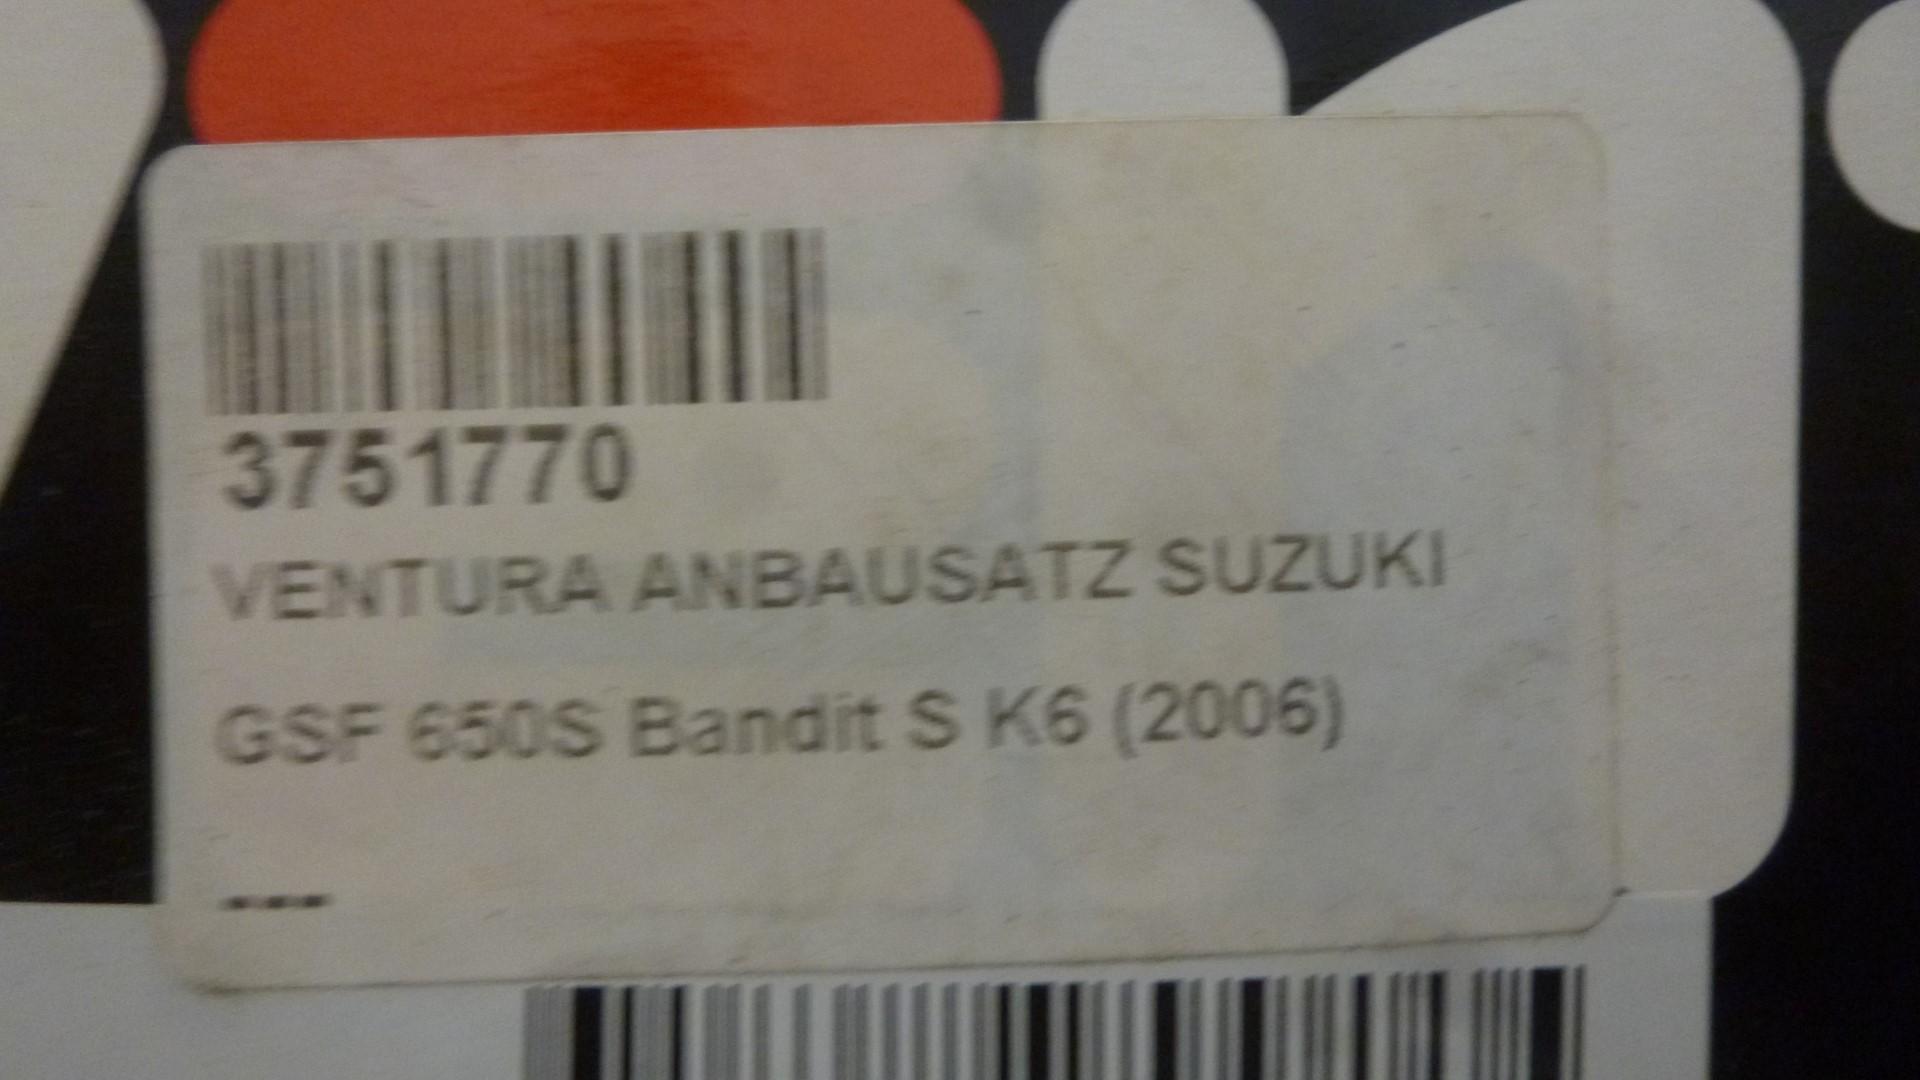 3751770
VENTURA ANBAUSATZ SUZUKI
GSF 650S Bandit S K6 (2006)
---